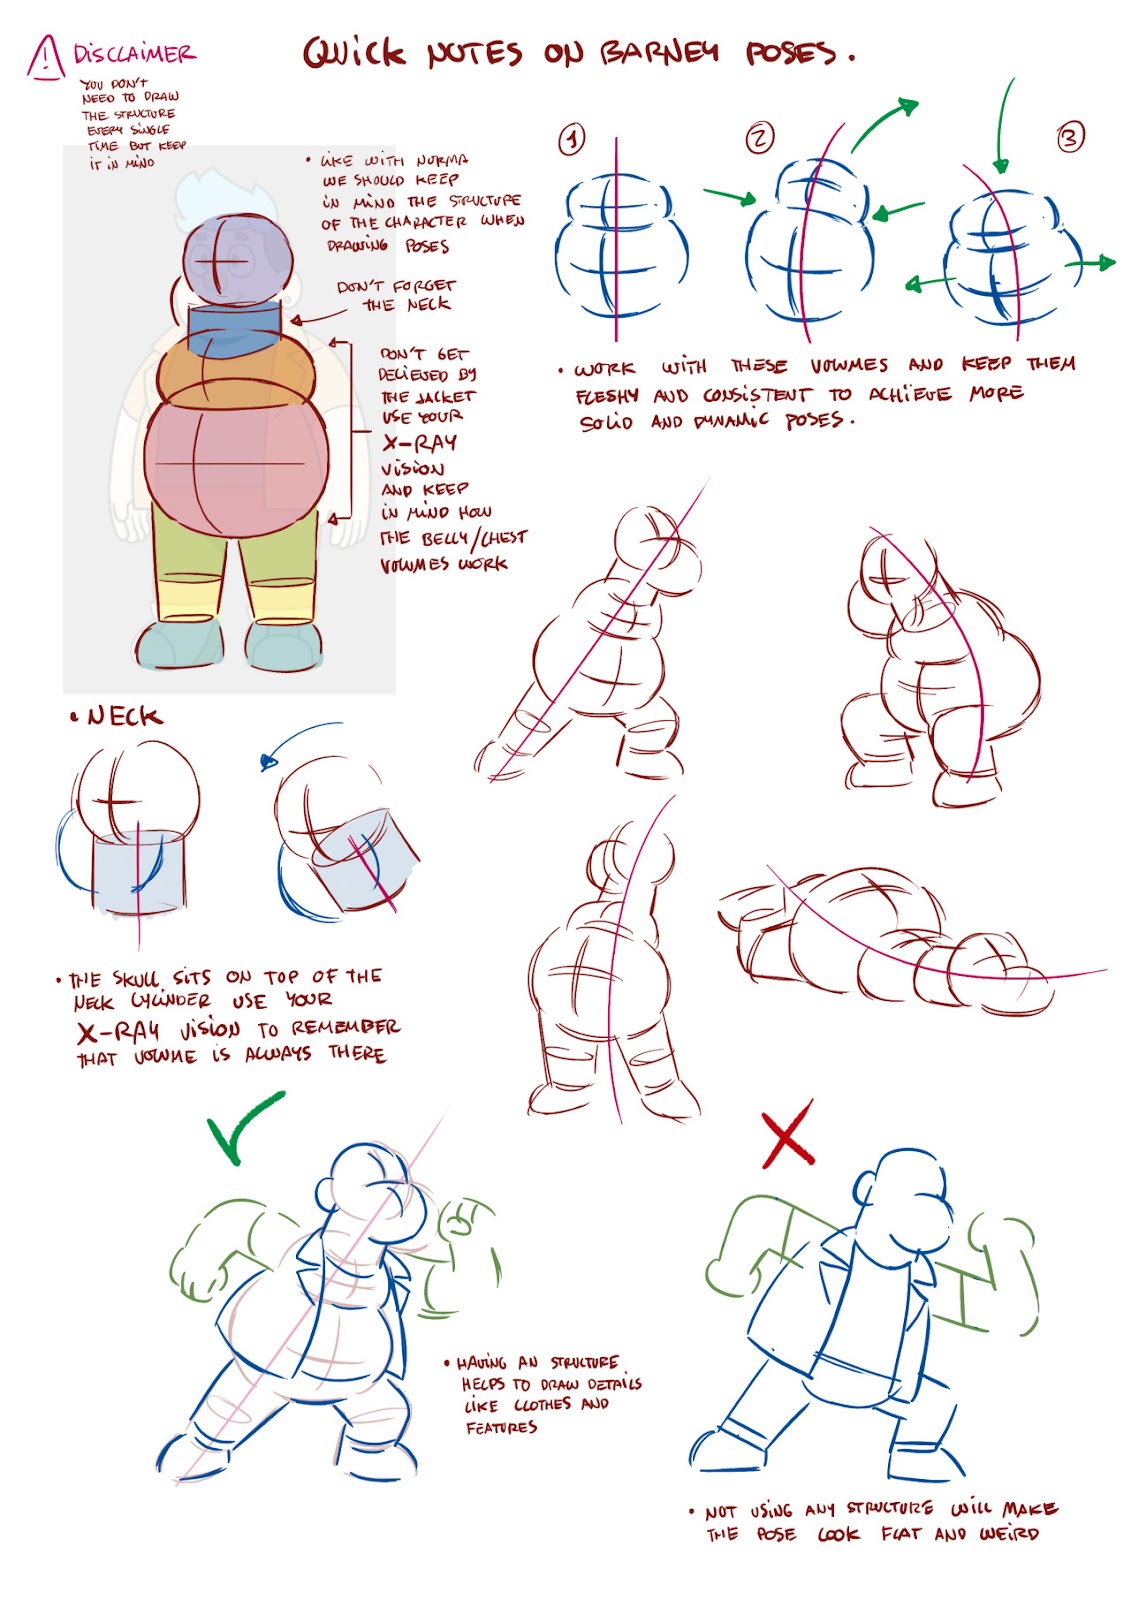 DISCLAIMER
YOU DON'T
NEED TO DRAW
THE STRUCTURE
EVERY SINGLE
TIME BUT KEEP
IT IN MIND
QUICK NOTES ON BARNEY POSES.
• LIKE WITH NORMA
WE SHOULD KEEP
IN MIND THE STRUCTURE
OF THE CHARACTER WHEN
DRAWING POSES
DON'T FORGET
THE NECK
DON'T GET
DECIEVED BY
THE JACKET
USE YOUR
X-RAY
VISION
AND KEEP
IN MIND HOW
THE BELLY/CHEST
VOLUMES WORK
1
2
3
• WORK WITH THESE VOLUMES AND KEEP THEM
FLESHY AND CONSISTENT TO ACHIEVE MORE
SOLID AND DYNAMIC POSES.
• NECK
• THE SKULL SITS ON TOP OF THE
NECK CYLINDER USE YOUR
X-RAY VISION TO REMEMBER
THAT VOLUME IS ALWAYS THERE
• HAVING AN STRUCTURE
HELPS TO DRAW DETAILS
LIKE CLOTHES AND
FEATURES
• NOT USING ANY STRUCTURE WILL MAKE
THE POSE LOOK FLAT AND WEIRD